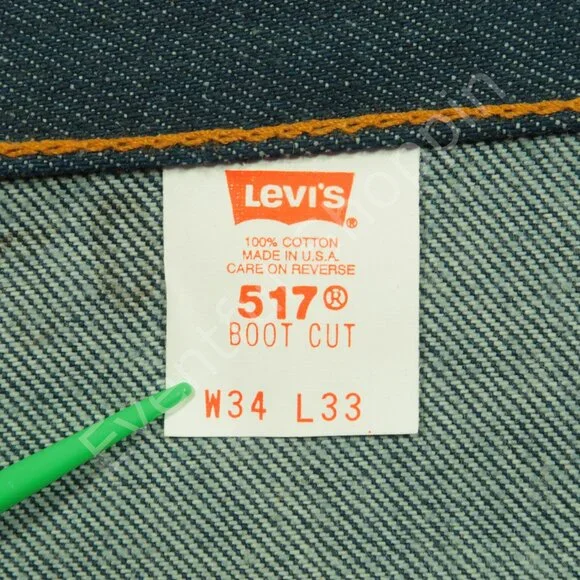 Levi's®
100% COTTON
MADE IN U.S.A.
CARE ON REVERSE
517®
BOOT CUT
W34 L33